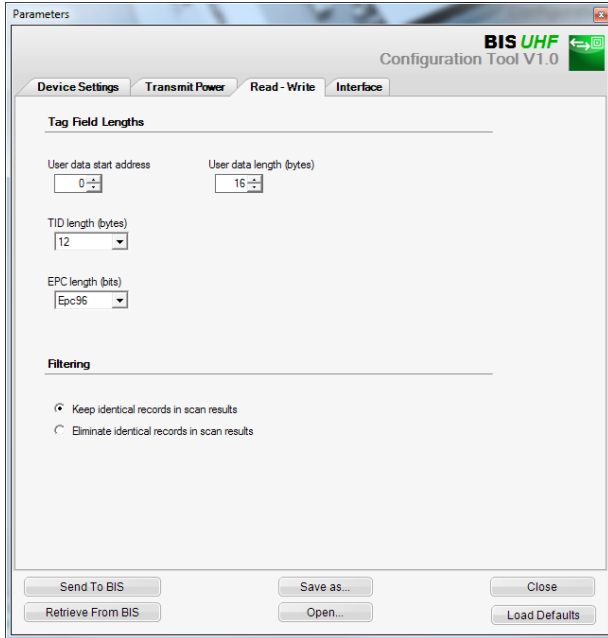 Parameters
BIS UHF
Configuration Tool V1.0
Device Settings Transmit Power Read - Write Interface
Tag Field Lengths
User data start address User data length (bytes)
0 16
TID length (bytes)
12
EPC length (bits)
Epc96
Filtering
Keep identical records in scan results
Eliminate identical records in scan results
Send To BIS Save as... Close
Retrieve From BIS Open... Load Defaults